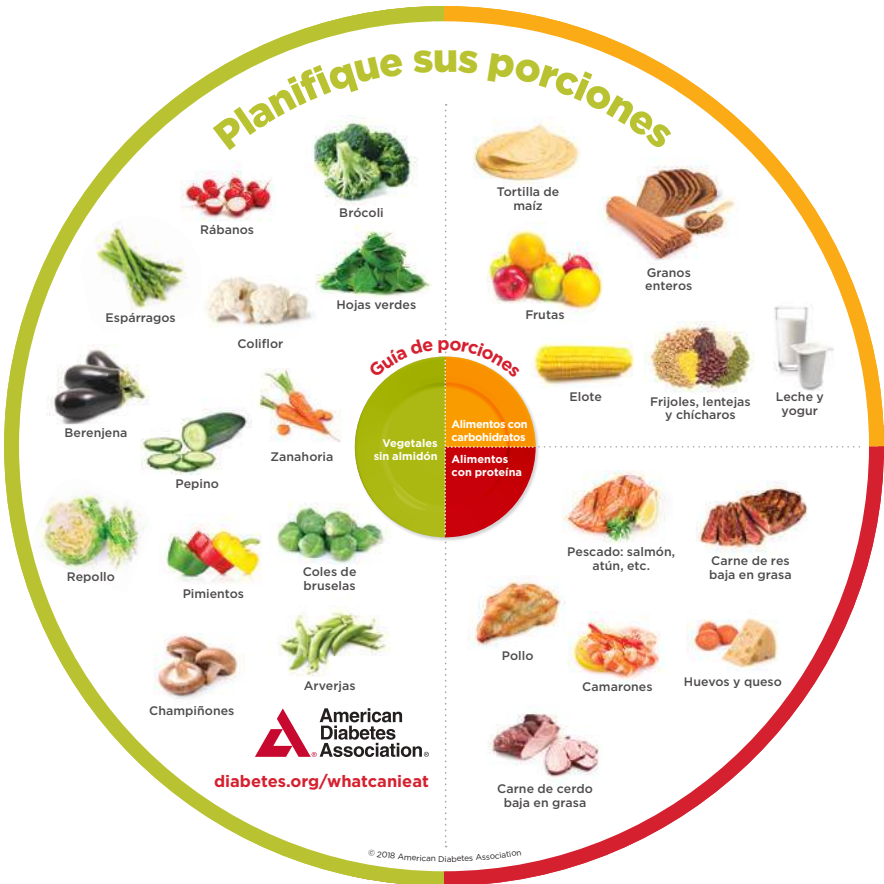 Planifique sus porciones
Brócoli
Rábanos
Hojas verdes
Espárragos
Coliflor
Berenjena
Zanahoria
Pepino
Repollo
Pimientos
Coles de
bruselas
Arverjas
Champiñones
Tortilla de
maíz
Granos
enteros
Frutas
Elote
Frijoles, lentejas
y chícharos
Leche y
yogur
Guía de porciones
Vegetales
sin almidón
Alimentos con
carbohidratos
Alimentos
con proteína
Pescado: salmón,
atún, etc.
Carne de res
baja en grasa
Pollo
Camarones
Huevos y queso
Carne de cerdo
baja en grasa
American
Diabetes
Association®
diabetes.org/whatcanieat
© 2018 American Diabetes Association